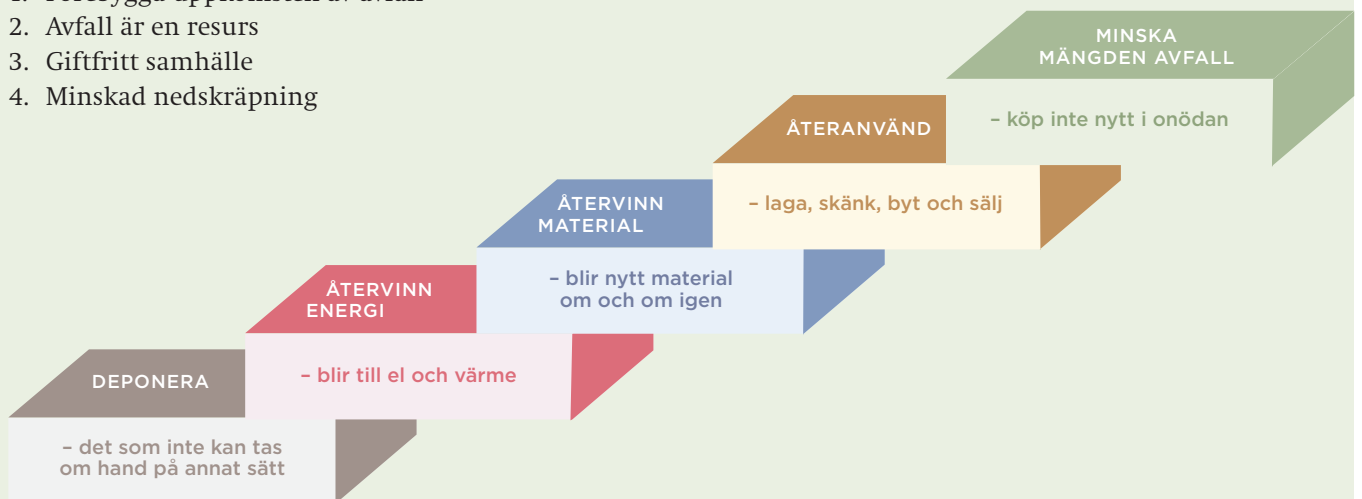 2. Avfall är en resurs
3. Giftfritt samhälle
4. Minskad nedskräpning
MINSKA
MÄNGDEN AVFALL
– köp inte nytt i onödan
ÅTERANVÄND
– laga, skänk, byt och sälj
ÅTERVINN
MATERIAL
– blir nytt material
om och om igen
ÅTERVINN
ENERGI
– blir till el och värme
DEPONERA
– det som inte kan tas
om hand på annat sätt